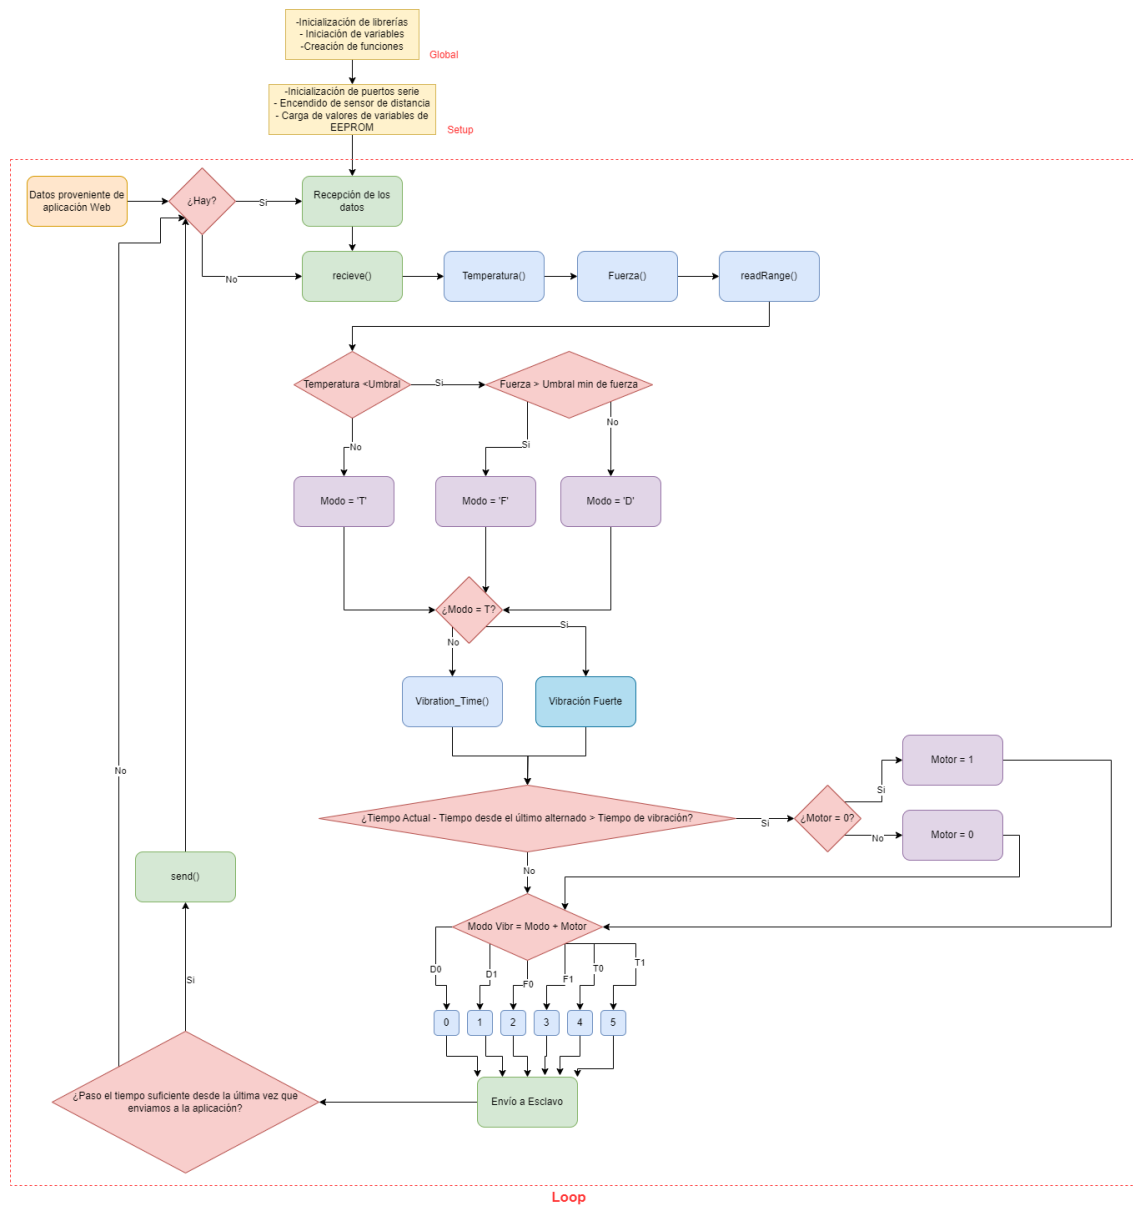 -Inicialización de librerías
- Iniciación de variables
-Creación de funciones
Global
-Inicialización de puertos serie
- Encendido de sensor de distancia
- Carga de valores de variables de
EEPROM
Setup
Datos proveniente de
aplicación Web
¿Hay?
Si
Recepción de los
datos
No
recieve()
Temperatura()
Fuerza()
readRange()
Temperatura <Umbral
Si
Fuerza > Umbral min de fuerza
No
Si
No
Modo = 'T'
Modo = 'F'
Modo = 'D'
¿Modo = T?
No
Si
Vibration_Time()
Vibración Fuerte
¿Tiempo Actual - Tiempo desde el último alternado > Tiempo de vibración?
Si
¿Motor = 0?
Si
Motor = 1
No
Motor = 0
No
No
send()
Modo Vibr = Modo + Motor
D0
D1
F0
F1
T0
T1
0
1
2
3
4
5
Si
Envío a Esclavo
¿Paso el tiempo suficiente desde la última vez que
enviamos a la aplicación?
Loop